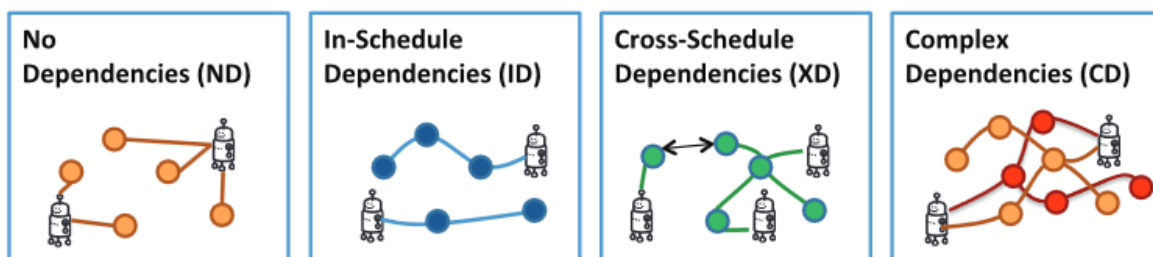 No
Dependencies (ND)
In-Schedule
Dependencies (ID)
Cross-Schedule
Dependencies (XD)
Complex
Dependencies (CD)